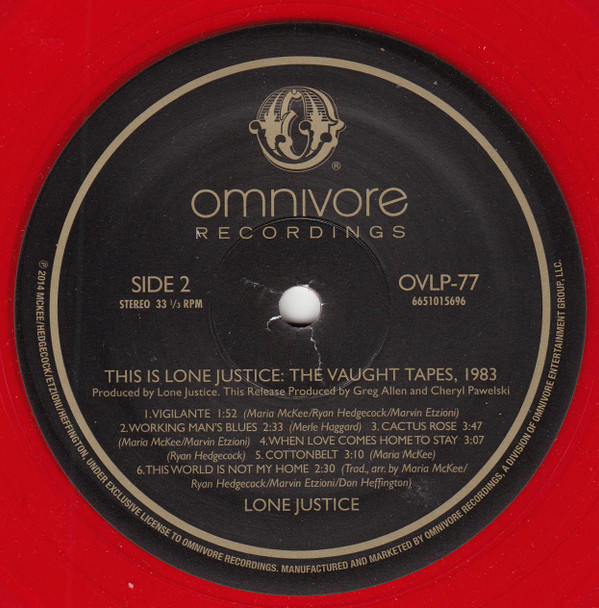 ®
omnivore
RECORDINGS
SIDE 2
STEREO 33 ⅓ RPM
OVLP-77
6651015696
THIS IS LONE JUSTICE: THE VAUGHT TAPES, 1983
Produced by Lone Justice. This Release Produced by Greg Allen and Cheryl Pawelski
1. VIGILANTE 1:52 (Maria McKee/Ryan Hedgecock/Marvin Etzioni)
2. WORKING MAN'S BLUES 2:33 (Merle Haggard) 3. CACTUS ROSE 3:47
(Maria McKee/Marvin Etzioni) 4. WHEN LOVE COMES HOME TO STAY 3:07
(Ryan Hedgecock) 5. COTTONBELT 3:10 (Maria McKee)
6. THIS WORLD IS NOT MY HOME 2:30 (Trad., arr. by Maria McKee/
Ryan Hedgecock/Marvin Etzioni/Don Heffington)
LONE JUSTICE
℗ 2014 MCKEE/HEDGECOCK/ETZIONI/HEFFINGTON, UNDER EXCLUSIVE LICENSE TO OMNIVORE RECORDINGS. MANUFACTURED AND MARKETED BY OMNIVORE RECORDINGS, A DIVISION OF OMNIVORE ENTERTAINMENT GROUP, LLC.